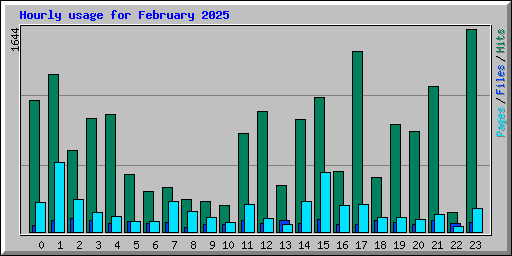 Hourly usage for February 2025
1644
Pages / Files / Hits
0 1 2 3 4 5 6 7 8 9 10 11 12 13 14 15 16 17 18 19 20 21 22 23